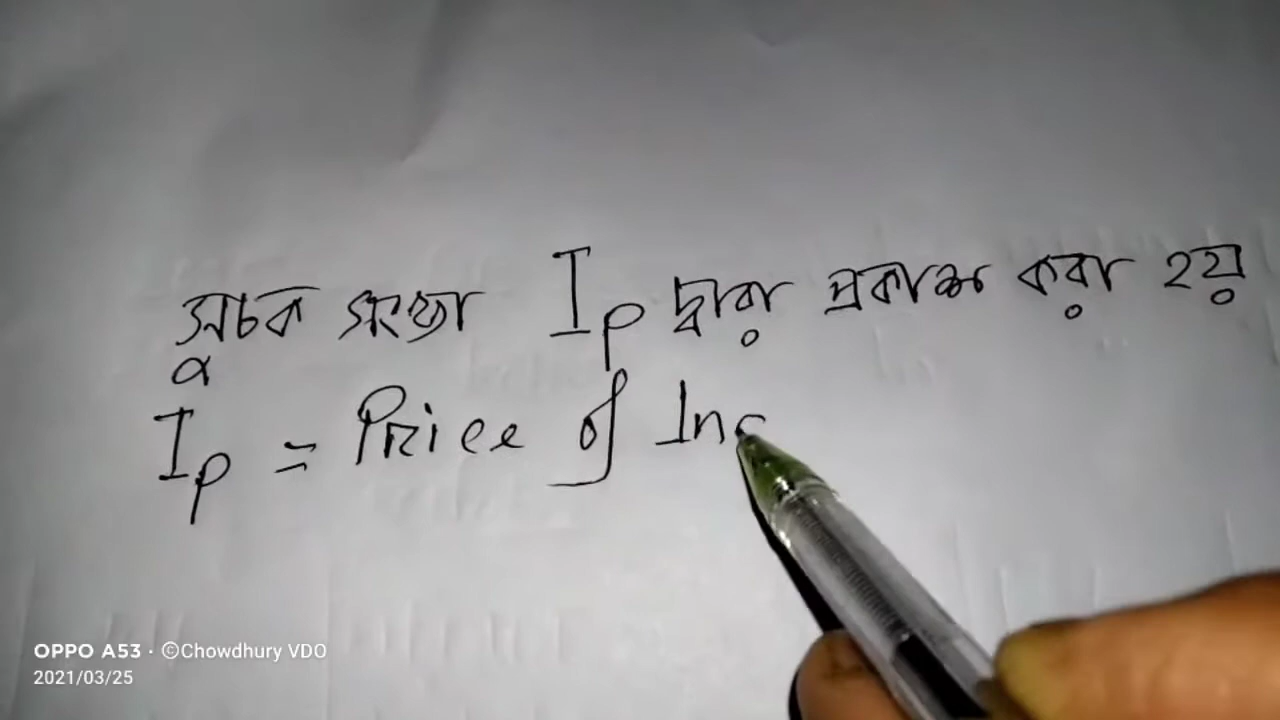 সূচক সংখ্যা Ip দ্বারা প্রকাশ করা হয়
Ip = Price of Inc
OPPO A53 · ©Chowdhury VDO
2021/03/25